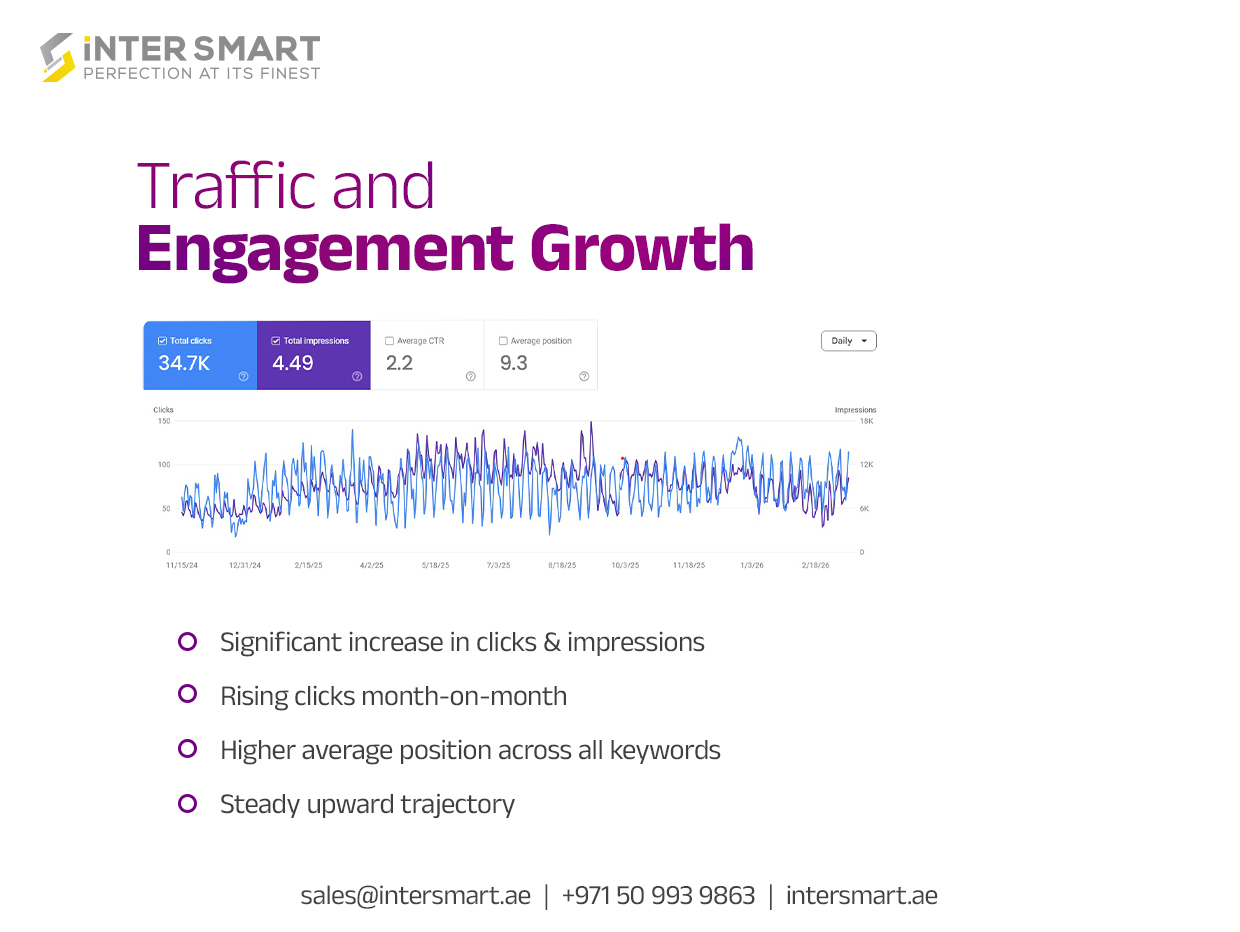 iNTER SMART
PERFECTION AT ITS FINEST
Traffic and
Engagement Growth
Total clicks
34.7K
Total impressions
4.49
Average CTR
2.2
Average position
9.3
Daily
Clicks
Impressions
150
18K
100
12K
50
6K
0
0
11/15/24 12/31/24 2/15/25 4/2/25 5/18/25 7/3/25 8/18/25 10/3/25 11/18/25 1/3/26 2/18/26
Significant increase in clicks & impressions
Rising clicks month-on-month
Higher average position across all keywords
Steady upward trajectory
sales@intersmart.ae | +971 50 993 9863 | intersmart.ae